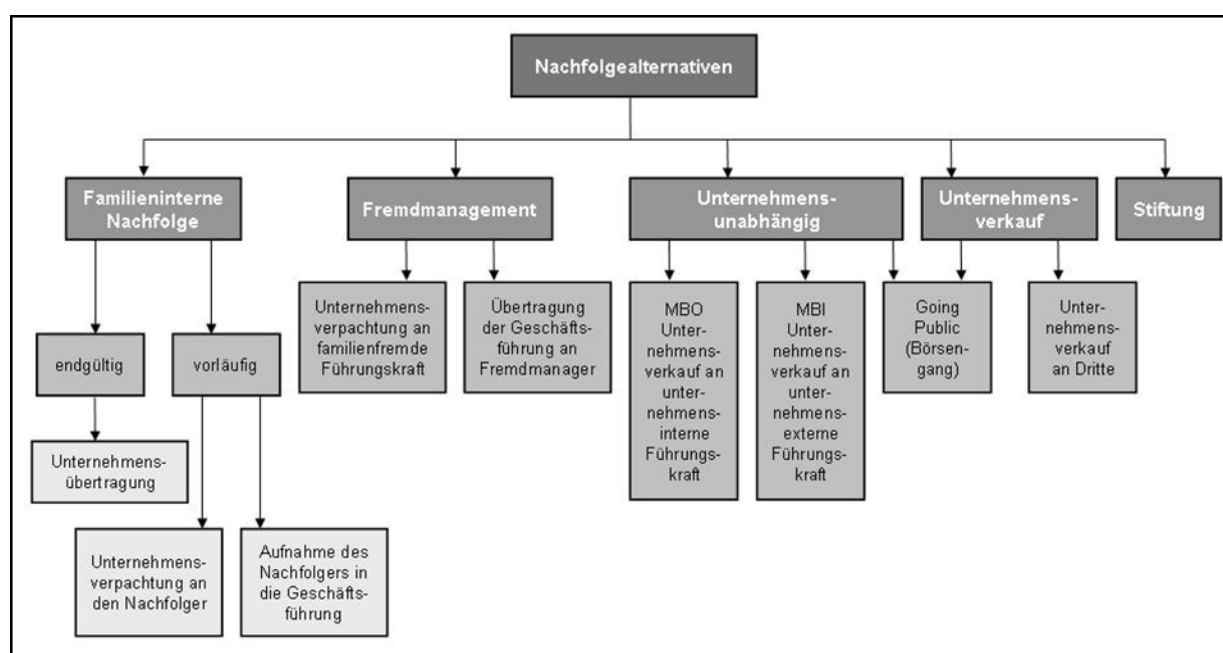 Nachfolgealternativen
Familieninterne
Nachfolge
Fremdmanagement
Unternehmens-
unabhängig
Unternehmens-
verkauf
Stiftung
endgültig
vorläufig
Unternehmens-
verpachtung an
familienfremde
Führungskraft
Übertragung
der Geschäfts-
führung an
Fremdmanager
MBO
Unter-
nehmens-
verkauf an
unter-
nehmens-
interne
Führungs-
kraft
MBI
Unter-
nehmens-
verkauf an
unter-
nehmens-
externe
Führungs-
kraft
Going
Public
(Börsen-
gang)
Unter-
nehmens-
verkauf
an Dritte
Unternehmens-
übertragung
Unternehmens-
verpachtung an
den Nachfolger
Aufnahme des
Nachfolgers in
die Geschäfts-
führung